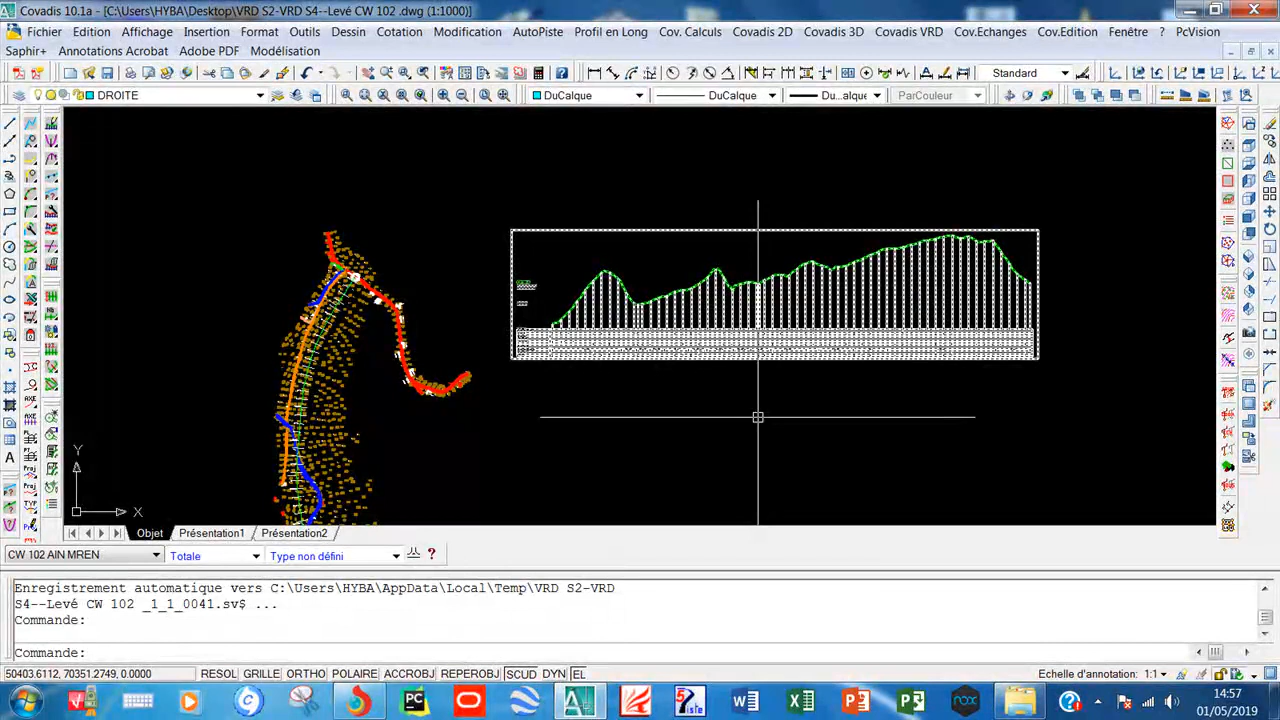 Covadis 10.1a - [C:\Users\HYBA\Desktop\VRD S2-VRD S4--Levé CW 102 .dwg (1:1000)]
Fichier Edition Affichage Insertion Format Outils Dessin Cotation Modification AutoPiste Profil en Long Cov. Calculs Covadis 2D Covadis 3D Covadis VRD Cov.Echanges Cov.Edition Fenêtre ? PcVision
Saphir+ Annotations Acrobat Adobe PDF Modélisation
Standard
DROITE DuCalque DuCalque Du...alque ParCouleur
Y
X
Objet Présentation1 Présentation2
CW 102 AIN MREN Totale Type non défini
Enregistrement automatique vers C:\Users\HYBA\AppData\Local\Temp\VRD S2-VRD
S4--Levé CW 102 _1_1_0041.sv$ ...
Commande:
Commande:
50403.6112, 70351.2749, 0.0000 RESOL GRILLE ORTHO POLAIRE ACCROBJ REPEROBJ SCUD DYN EL Echelle d'annotation: 1:1
14:57
01/05/2019